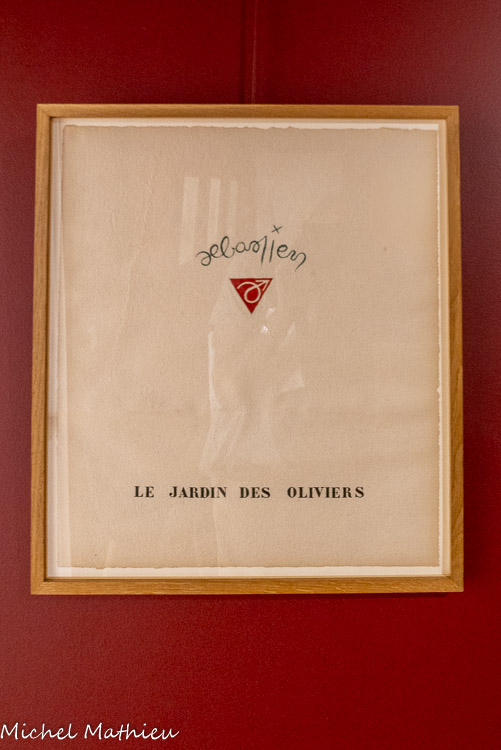 sebastien
LE JARDIN DES OLIVIERS
Michel Mathieu